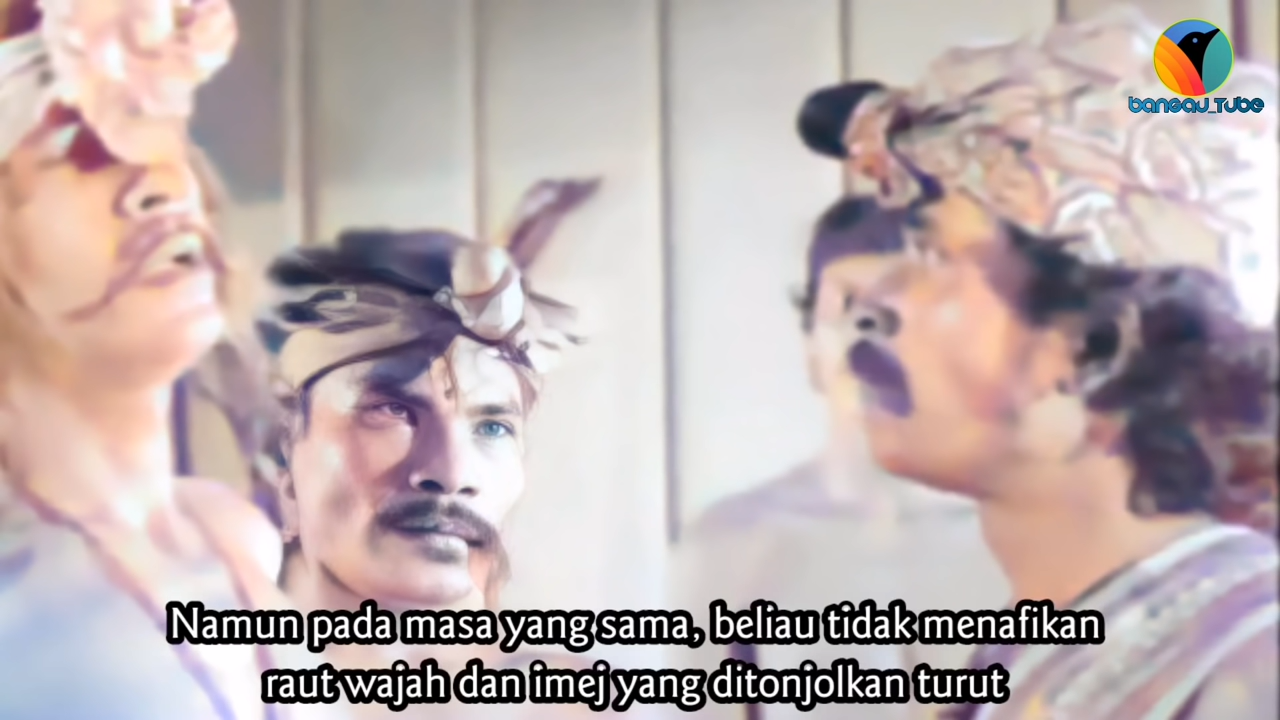 BANGAU_TUBE
Namun pada masa yang sama, beliau tidak menafikan
raut wajah dan imej yang ditonjolkan turut